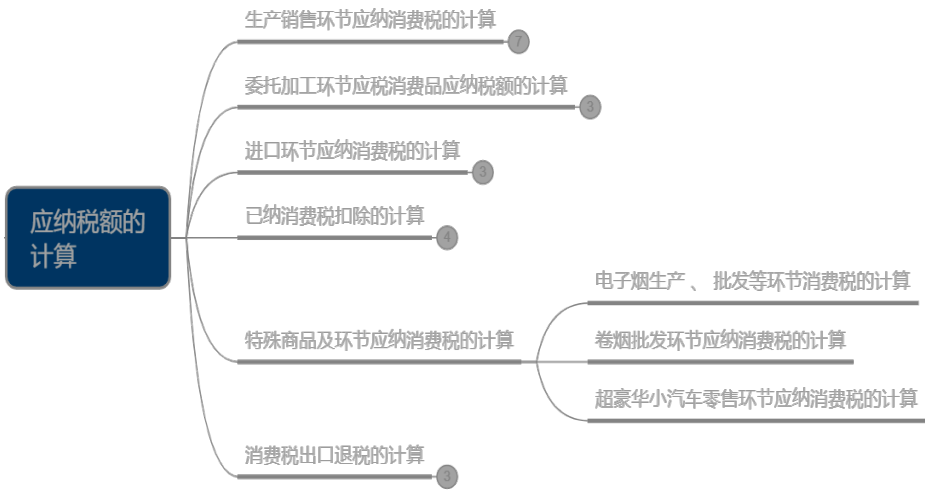 生产销售环节应纳消费税的计算
7
委托加工环节应税消费品应纳税额的计算
3
进口环节应纳消费税的计算
3
已纳消费税扣除的计算
4
应纳税额的
计算
电子烟生产 、 批发等环节消费税的计算
特殊商品及环节应纳消费税的计算
卷烟批发环节应纳消费税的计算
超豪华小汽车零售环节应纳消费税的计算
消费税出口退税的计算
3